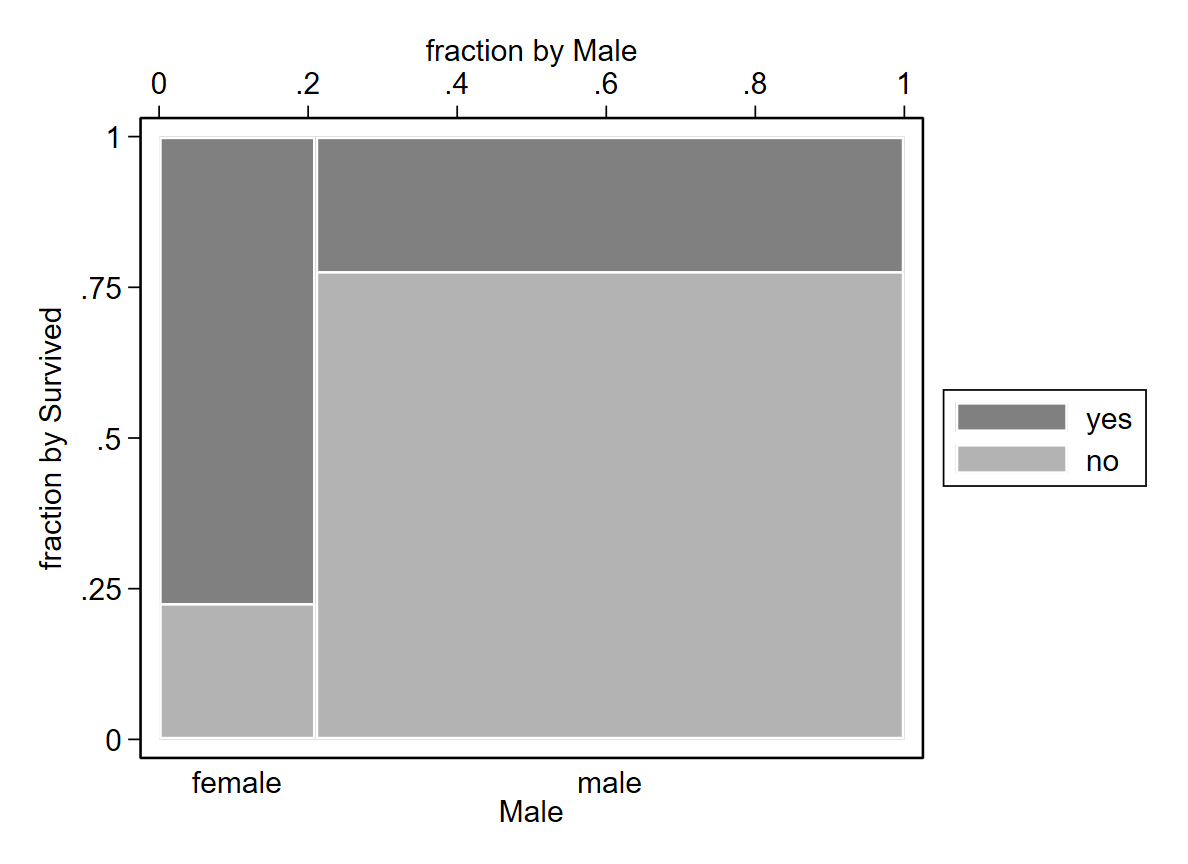 fraction by Male
0 .2 .4 .6 .8 1
1
.75
.5
.25
0
fraction by Survived
yes
no
female male
Male